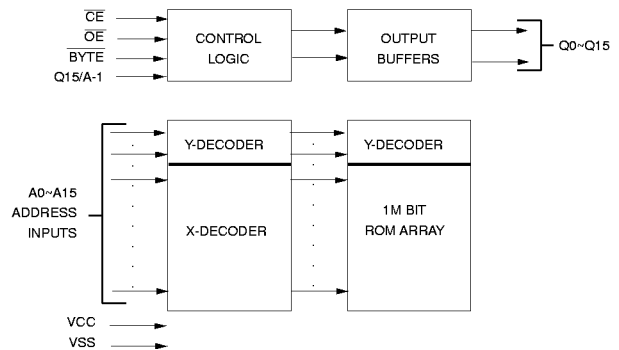 CE
OE
BYTE
Q15/A-1
CONTROL
LOGIC
OUTPUT
BUFFERS
Q0~Q15
A0~A15
ADDRESS
INPUTS
Y-DECODER
X-DECODER
Y-DECODER
1M BIT
ROM ARRAY
VCC
VSS